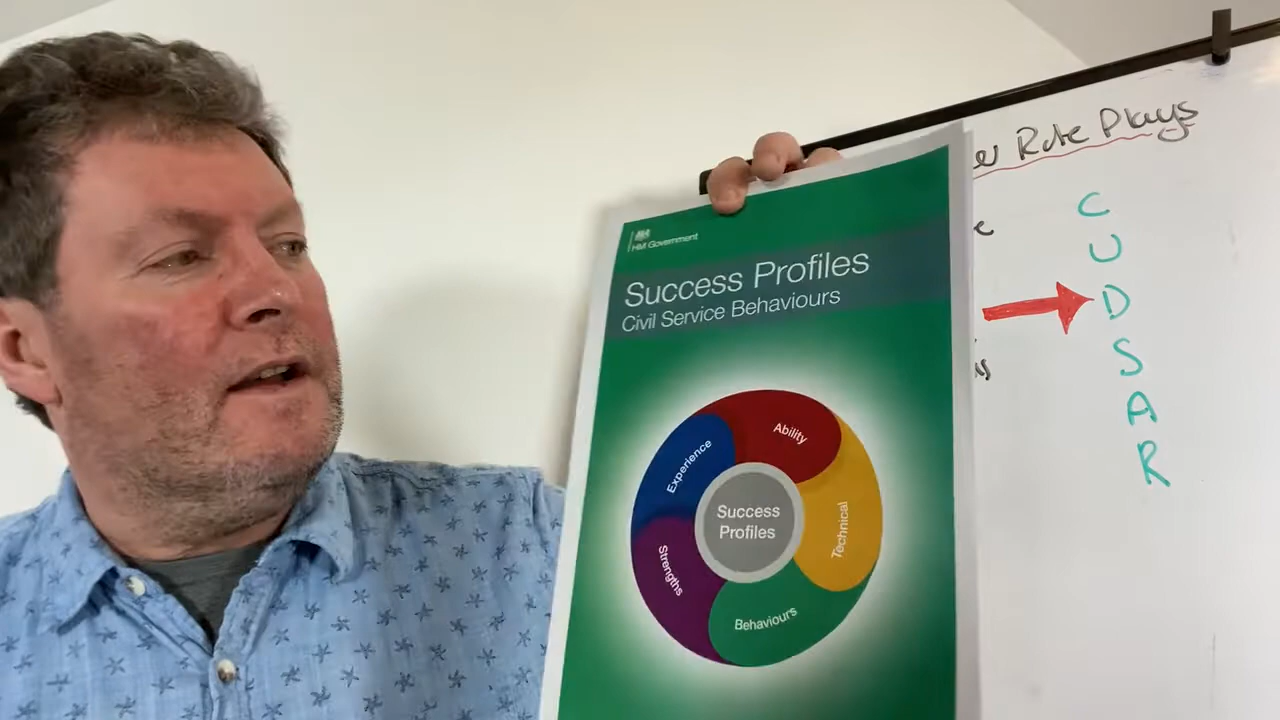 HM Government
Success Profiles
Civil Service Behaviours
Ability
Experience
Technical
Success
Profiles
Strengths
Behaviours
Role Plays
C
U
D
S
A
R